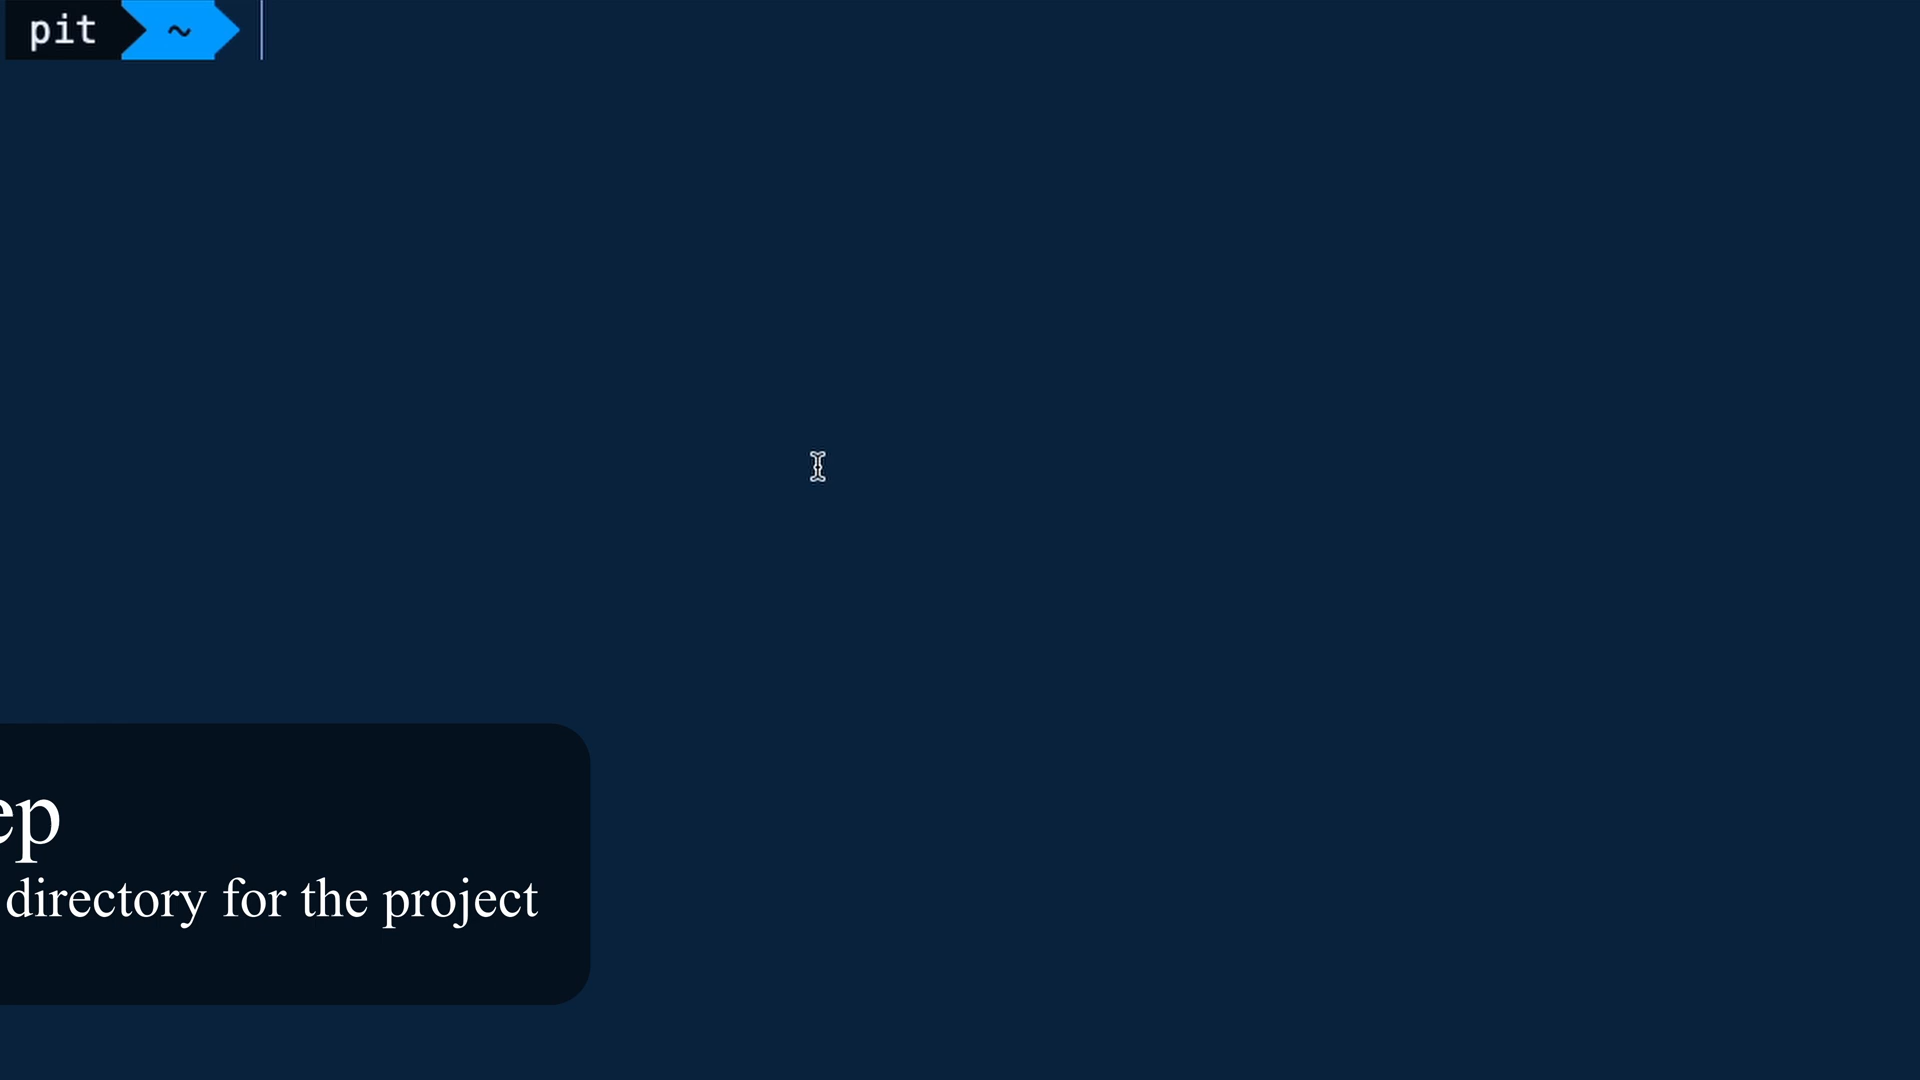 pit ~
ep
directory for the project